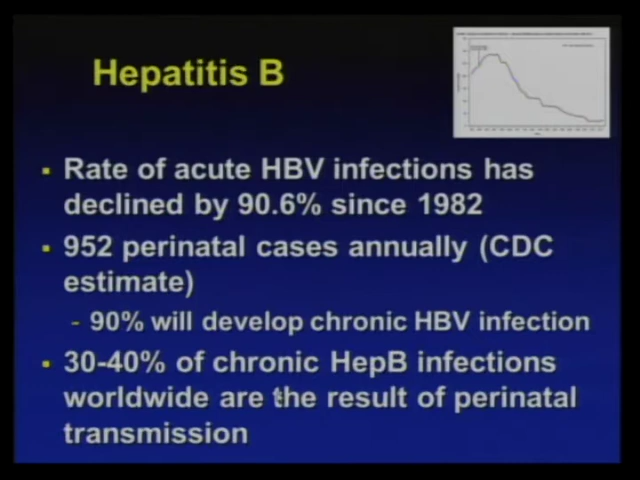 Hepatitis B
▪ Rate of acute HBV infections has
declined by 90.6% since 1982
▪ 952 perinatal cases annually (CDC
estimate)
- 90% will develop chronic HBV infection
▪ 30-40% of chronic HepB infections
worldwide are the result of perinatal
transmission